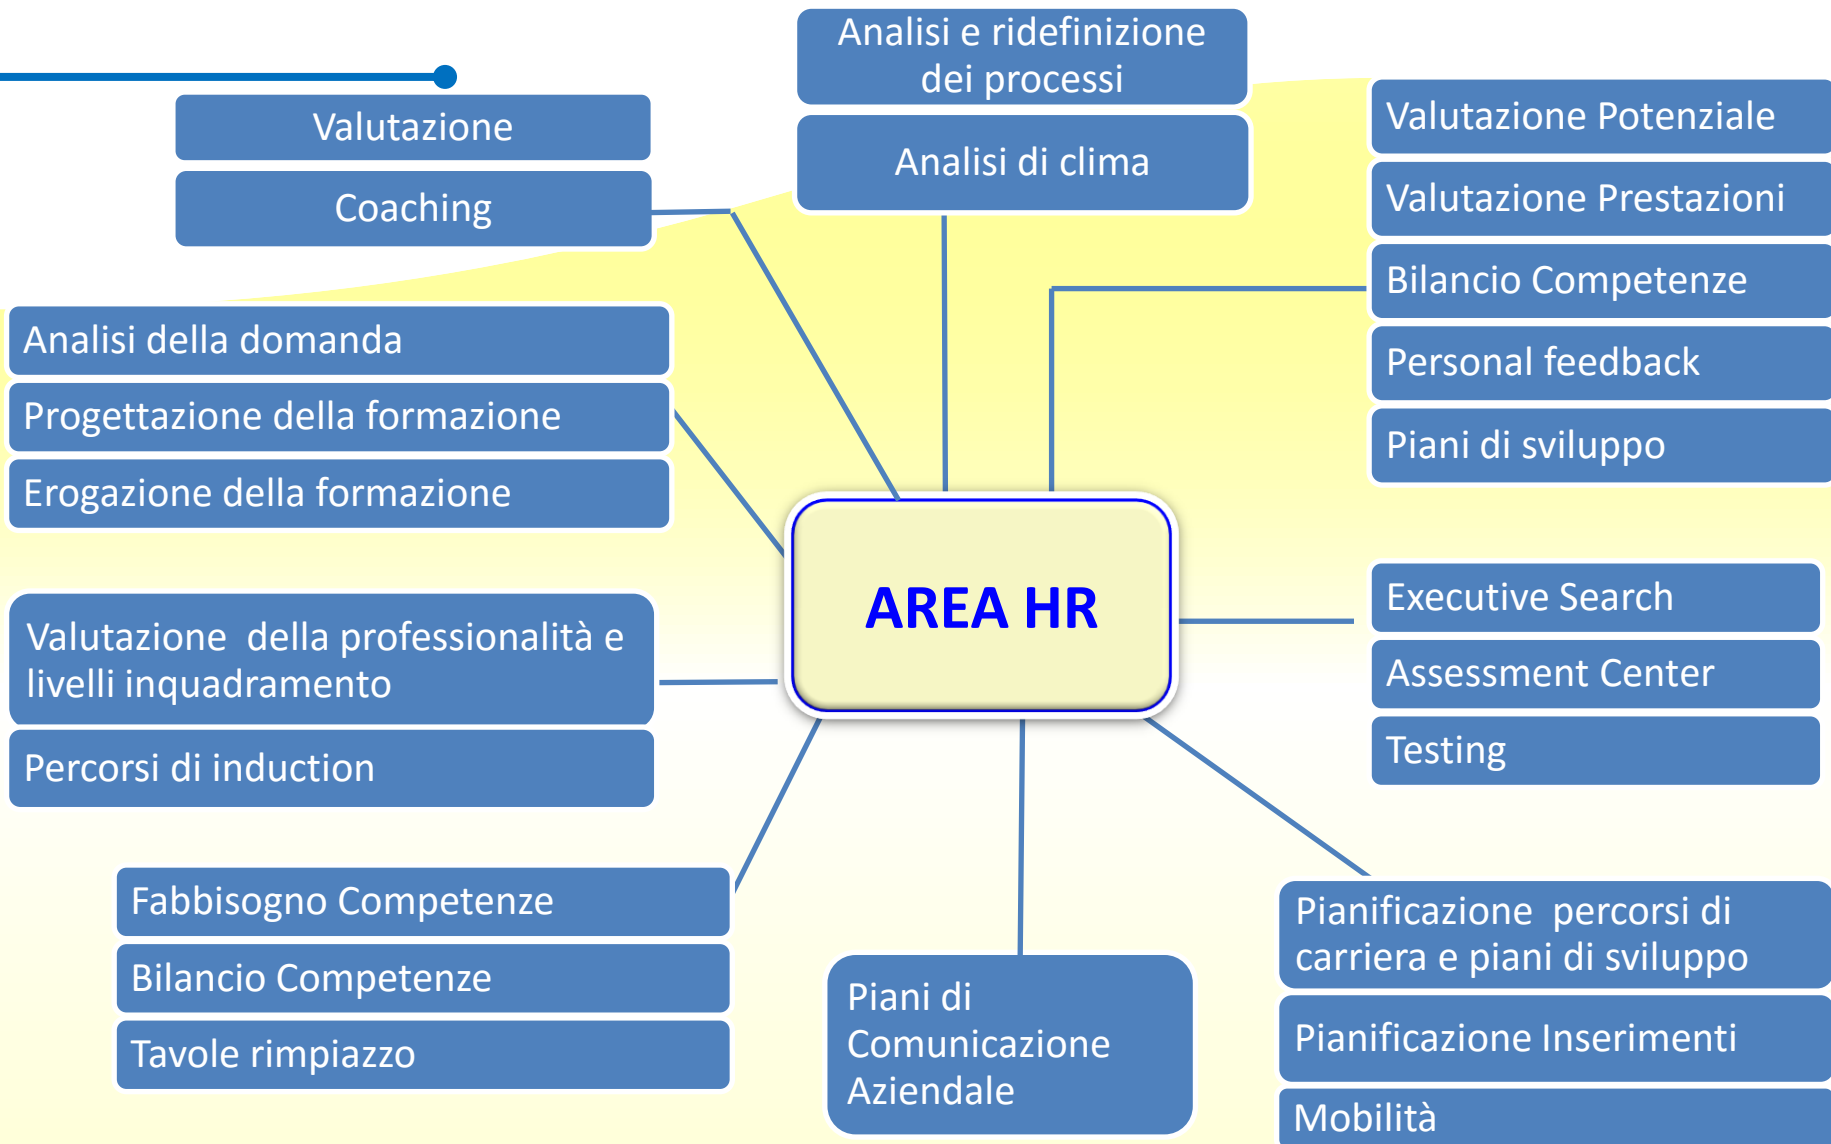 Analisi e ridefinizione
dei processi
Analisi di clima
Valutazione
Coaching
Valutazione Potenziale
Valutazione Prestazioni
Bilancio Competenze
Personal feedback
Piani di sviluppo
Analisi della domanda
Progettazione della formazione
Erogazione della formazione
AREA HR
Executive Search
Assessment Center
Testing
Valutazione della professionalità e
livelli inquadramento
Percorsi di induction
Fabbisogno Competenze
Bilancio Competenze
Tavole rimpiazzo
Piani di
Comunicazione
Aziendale
Pianificazione percorsi di
carriera e piani di sviluppo
Pianificazione Inserimenti
Mobilità